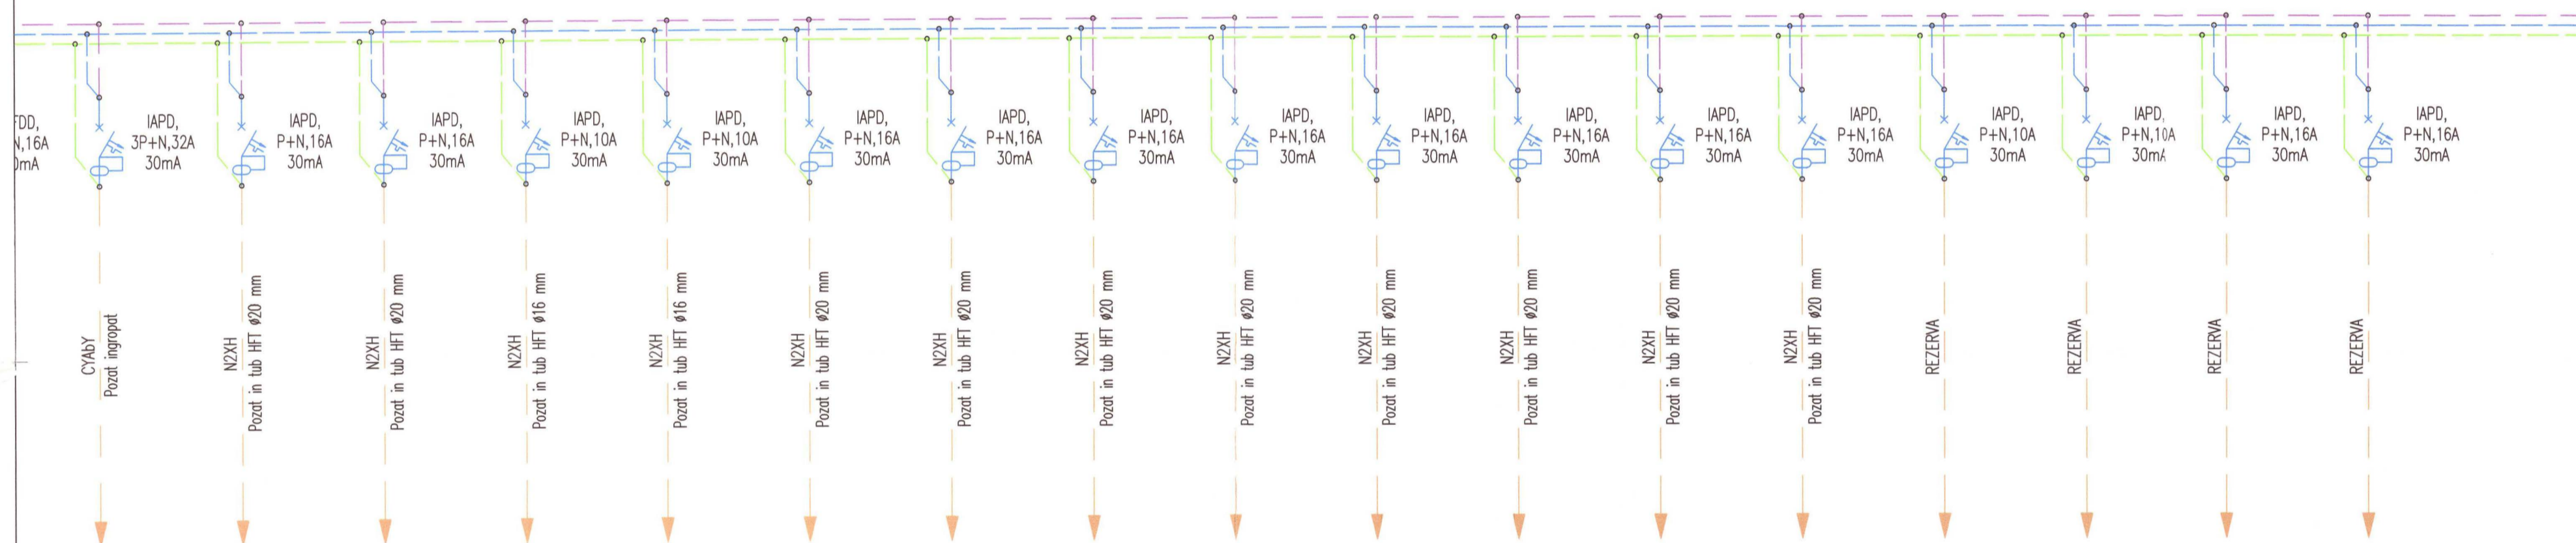 FDD,
N,16A
0mA
IAPD,
3P+N,32A
30mA
CYAbY
Pozat ingropat
IAPD,
P+N,16A
30mA
N2XH
Pozat in tub HFT ø20 mm
IAPD,
P+N,16A
30mA
N2XH
Pozat in tub HFT ø20 mm
IAPD,
P+N,10A
30mA
N2XH
Pozat in tub HFT ø16 mm
IAPD,
P+N,10A
30mA
N2XH
Pozat in tub HFT ø16 mm
IAPD,
P+N,16A
30mA
N2XH
Pozat in tub HFT ø20 mm
IAPD,
P+N,16A
30mA
N2XH
Pozat in tub HFT ø20 mm
IAPD,
P+N,16A
30mA
N2XH
Pozat in tub HFT ø20 mm
IAPD,
P+N,16A
30mA
N2XH
Pozat in tub HFT ø20 mm
IAPD,
P+N,16A
30mA
N2XH
Pozat in tub HFT ø20 mm
IAPD,
P+N,16A
30mA
N2XH
Pozat in tub HFT ø20 mm
IAPD,
P+N,16A
30mA
N2XH
Pozat in tub HFT ø20 mm
IAPD,
P+N,16A
30mA
N2XH
Pozat in tub HFT ø20 mm
IAPD,
P+N,10A
30mA
REZERVA
IAPD,
P+N,10A
30mA
REZERVA
IAPD,
P+N,16A
30mA
REZERVA
IAPD,
P+N,16A
30mA
REZERVA